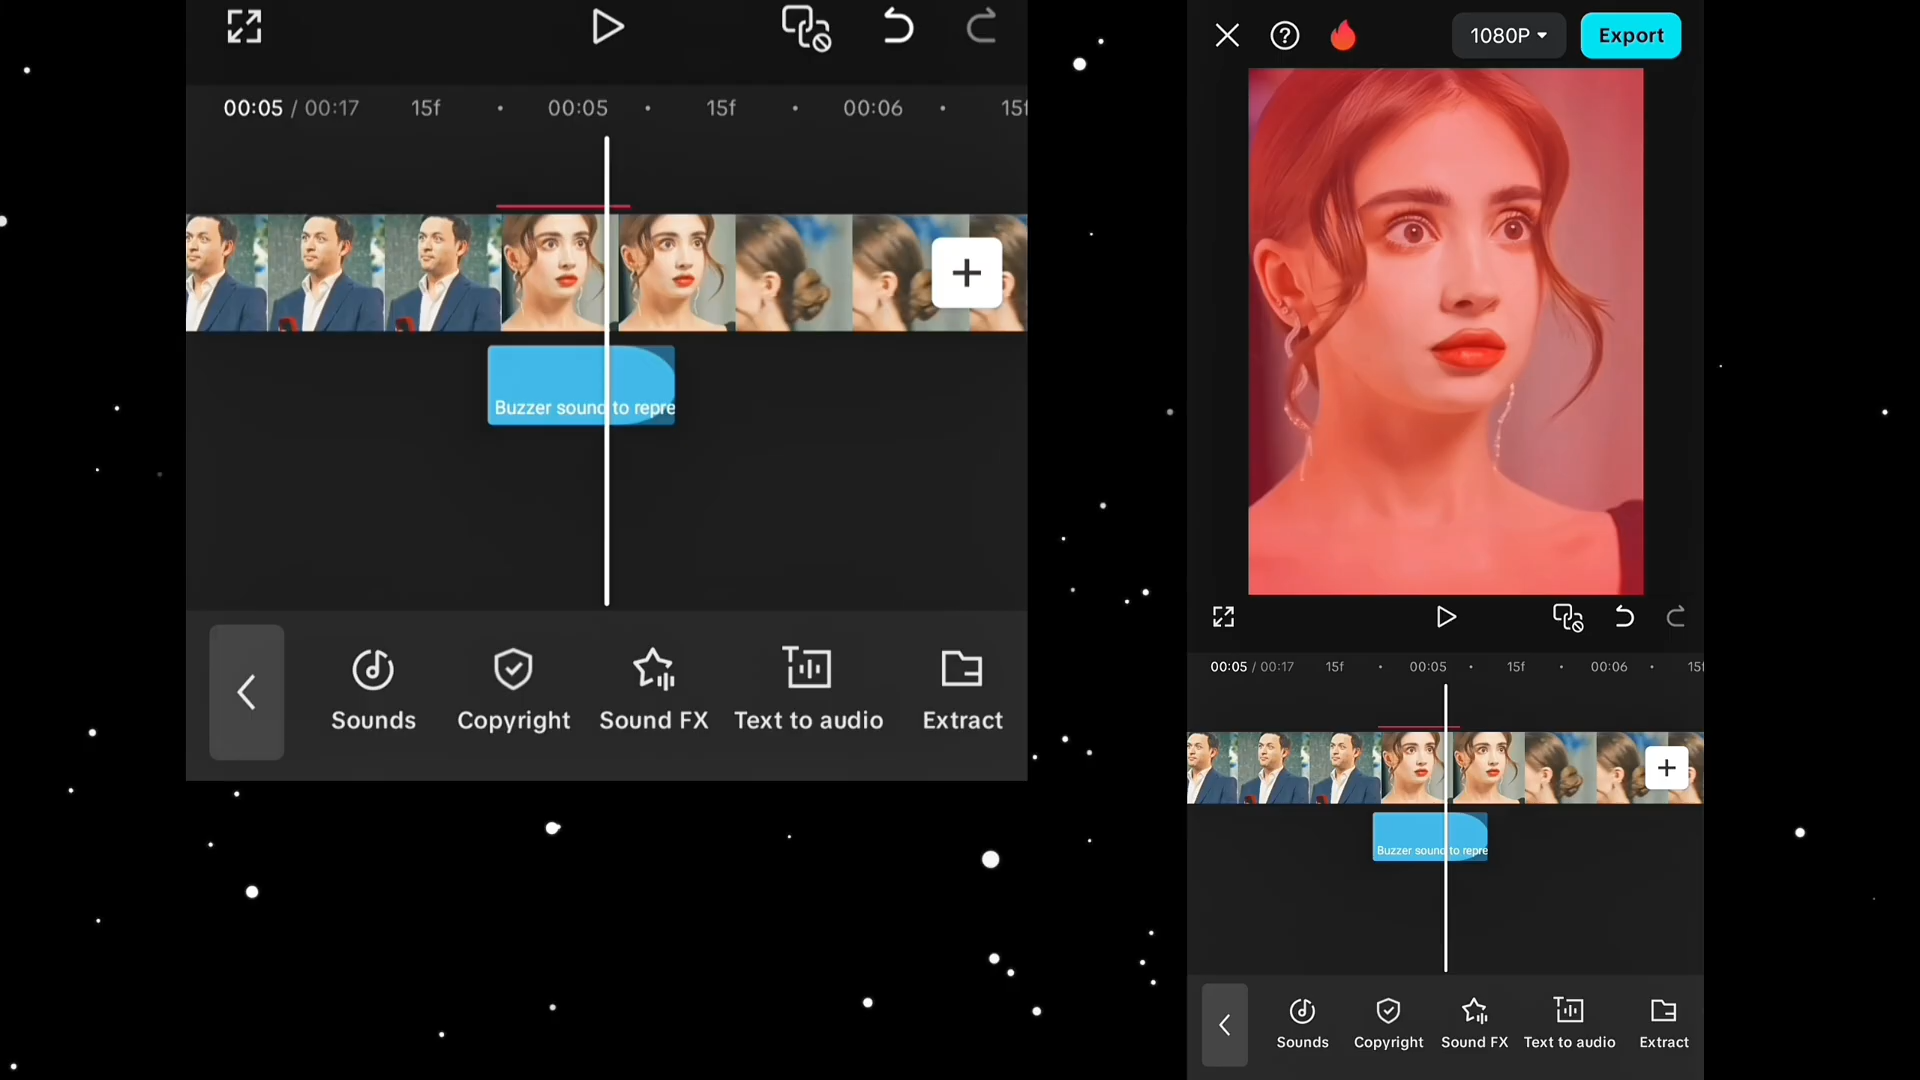 00:05 / 00:17 15f 00:05 15f 00:06
Buzzer sound to repre
Sounds Copyright Sound FX Text to audio Extract
1080P Export
00:05 / 00:17 15f 00:05 15f 00:06
Buzzer sound to repre
Sounds Copyright Sound FX Text to audio Extract